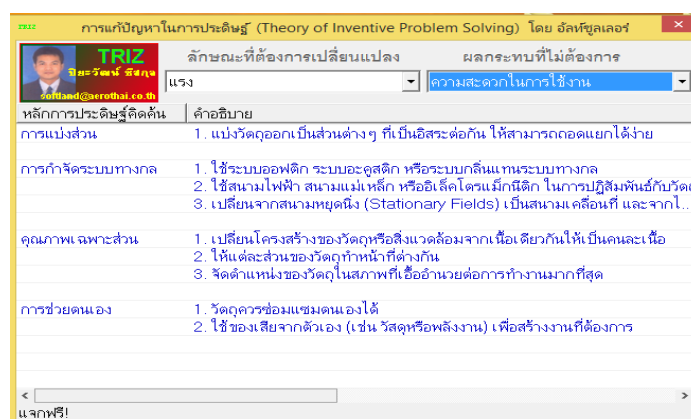 TRIZ
การแก้ปัญหาในการประดิษฐ์ (Theory of Inventive Problem Solving) โดย อัลท์ชูลเลอร์
TRIZ
ปิยะวัฒน์ ชีสกุล
softland@aerothai.co.th
ลักษณะที่ต้องการเปลี่ยนแปลง ผลกระทบที่ไม่ต้องการ
แรง ความสะดวกในการใช้งาน
หลักการประดิษฐ์คิดค้น คำอธิบาย
การแบ่งส่วน 1. แบ่งวัตถุออกเป็นส่วนต่างๆ ที่เป็นอิสระต่อกัน ให้สามารถถอดแยกได้ง่าย
การกำจัดระบบทางกล 1. ใช้ระบบออฟติก ระบบอะคูสติก หรือระบบกลิ่นแทนระบบทางกล
2. ใช้สนามไฟฟ้า สนามแม่เหล็ก หรืออิเล็คโตรแม็กนีติก ในการปฏิสัมพันธ์กับวัตถุ
3. เปลี่ยนจากสนามหยุดนิ่ง (Stationary Fields) เป็นสนามเคลื่อนที่ และจากไ...
คุณภาพเฉพาะส่วน 1. เปลี่ยนโครงสร้างของวัตถุหรือสิ่งแวดล้อมจากเนื้อเดียวกันให้เป็นคนละเนื้อ
2. ให้แต่ละส่วนของวัตถุทำหน้าที่ต่างกัน
3. จัดตำแหน่งของวัตถุในสภาพที่เอื้ออำนวยต่อการทำงานมากที่สุด
การช่วยตนเอง 1. วัตถุควรซ่อมแซมตนเองได้
2. ใช้ของเสียจากตัวเอง (เช่น วัสดุหรือพลังงาน) เพื่อสร้างงานที่ต้องการ
แจกฟรี!